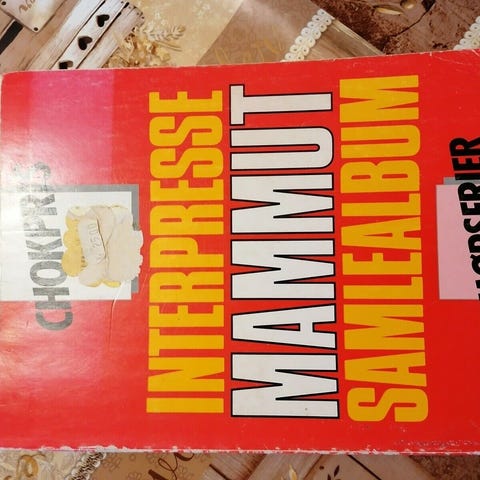 CHOKPRIS
INTERPRESSE
MAMMUT
SAMLEALBUM